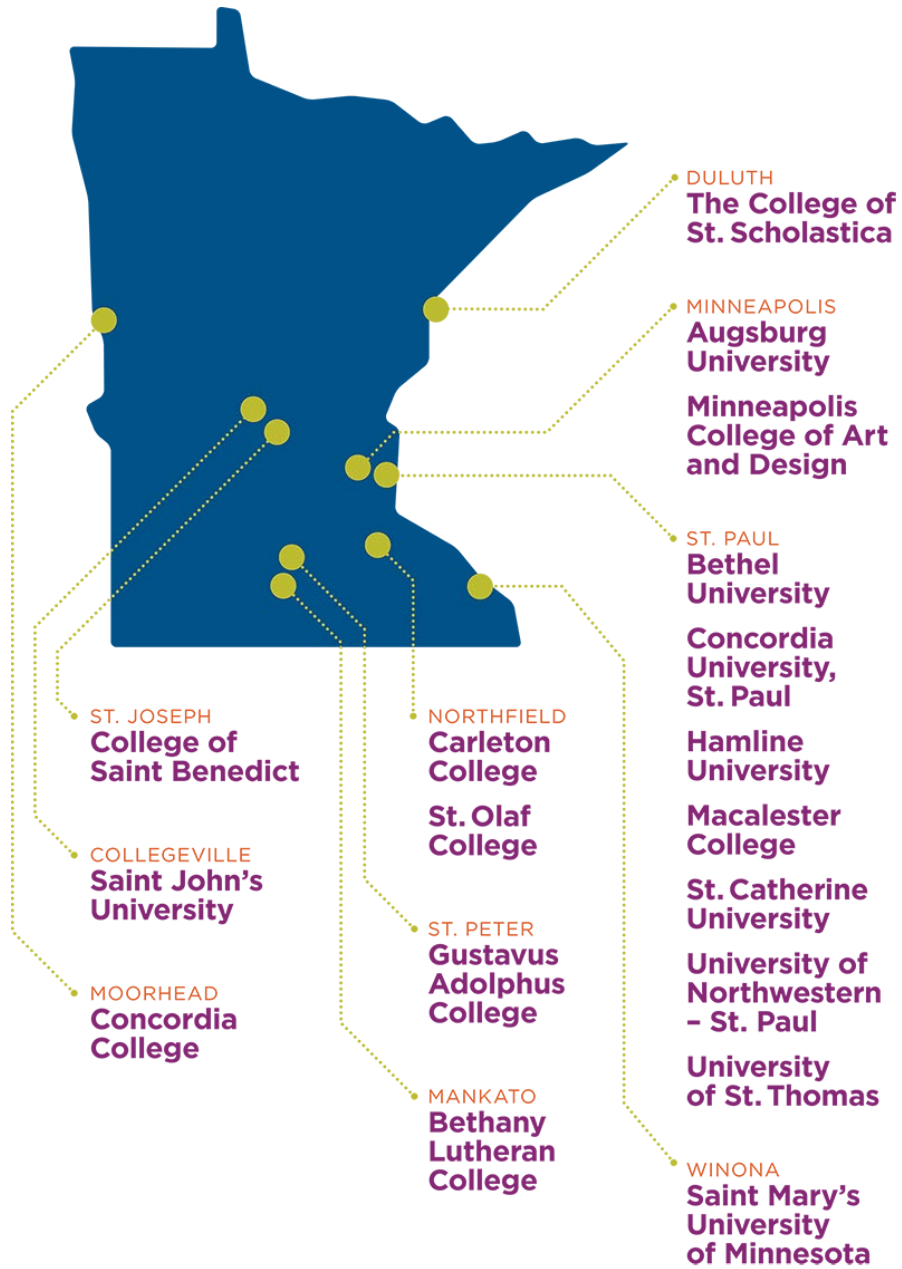 DULUTH
The College of
St. Scholastica
MINNEAPOLIS
Augsburg
University
Minneapolis
College of Art
and Design
ST. PAUL
Bethel
University
Concordia
University,
St. Paul
Hamline
University
Macalester
College
St. Catherine
University
University of
Northwestern
– St. Paul
University
of St. Thomas
WINONA
Saint Mary’s
University
of Minnesota
ST. JOSEPH
College of
Saint Benedict
COLLEGEVILLE
Saint John’s
University
MOORHEAD
Concordia
College
NORTHFIELD
Carleton
College
St. Olaf
College
ST. PETER
Gustavus
Adolphus
College
MANKATO
Bethany
Lutheran
College